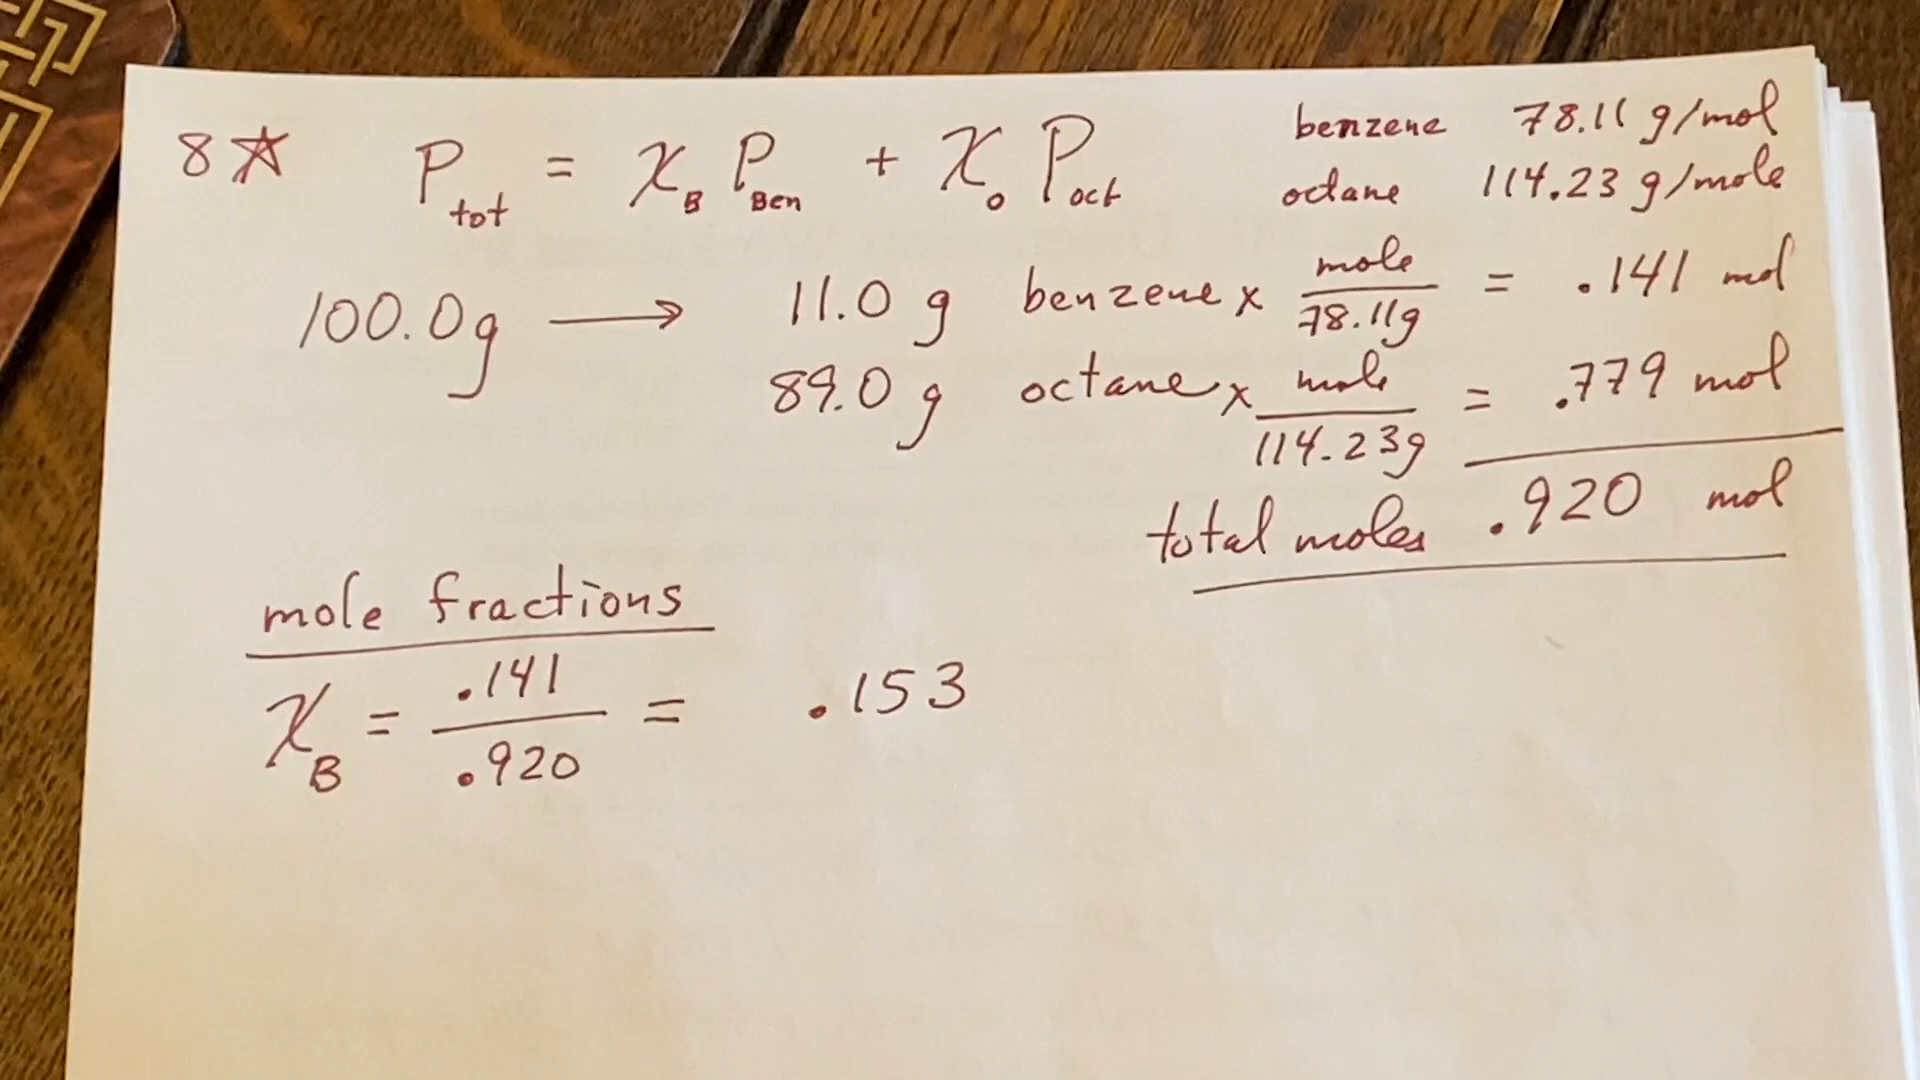 8☆ P_tot = χ_B P_Ben + χ_o P_oct
benzene 78.11 g/mol
octane 114.23 g/mole
100.0g → 11.0 g benzene x mole/78.11g = .141 mol
89.0 g octane x mole/114.23g = .779 mol
total moles .920 mol
mole fractions
χ_B = .141/.920 = .153